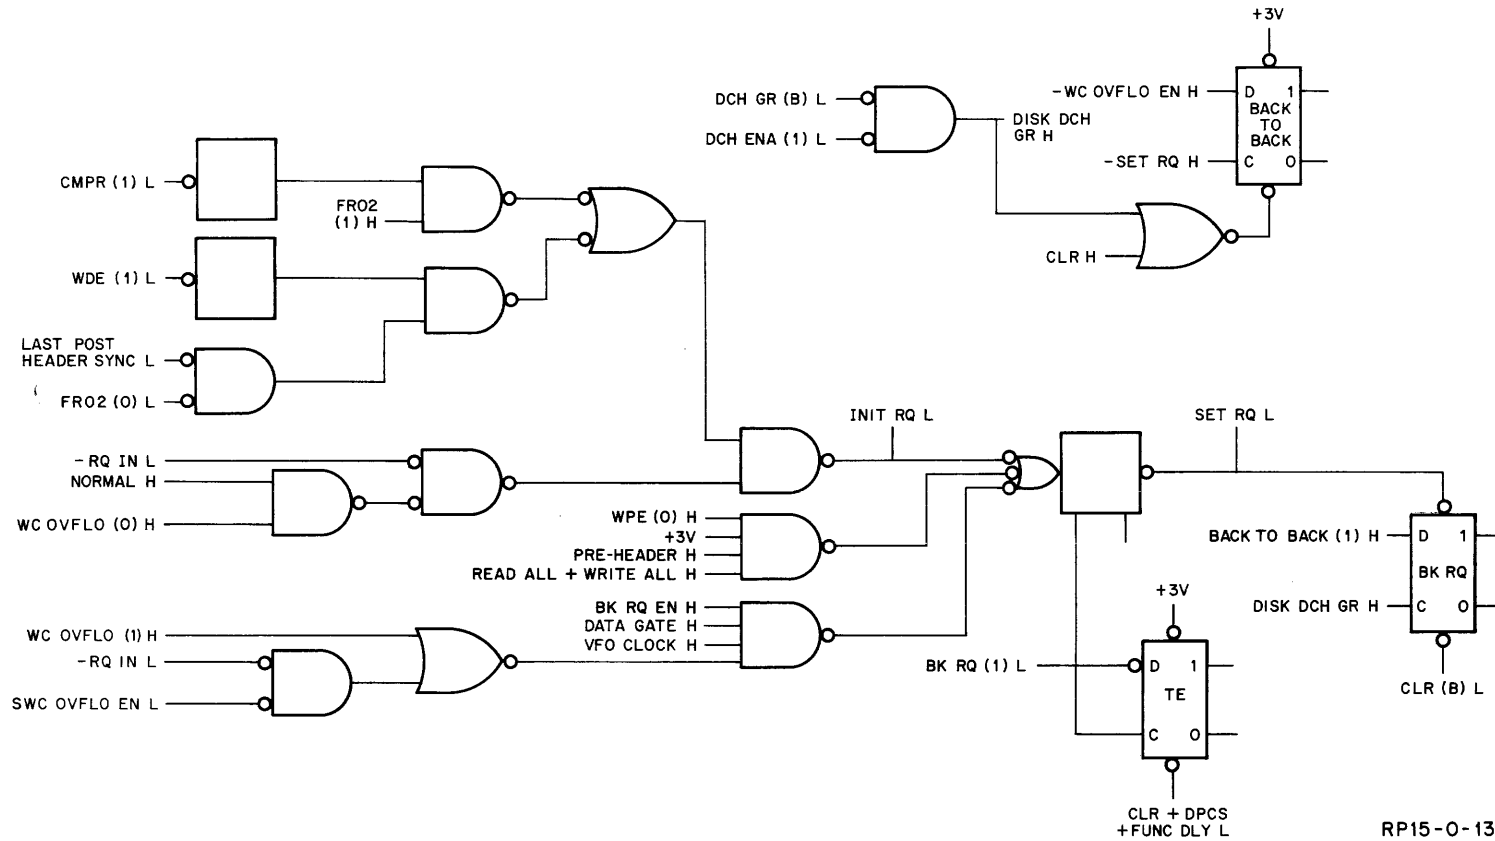 +3V
DCH GR (B) L
DCH ENA (1) L
DISK DCH
GR H
-WC OVFLO EN H
D 1
BACK
TO
BACK
-SET RQ H
C 0
CLR H
CMPR (1) L
FR02
(1) H
WDE (1) L
LAST POST
HEADER SYNC L
FR02 (0) L
-RQ IN L
NORMAL H
WC OVFLO (0) H
INIT RQ L
SET RQ L
WPE (0) H
+3V
PRE-HEADER H
READ ALL + WRITE ALL H
BK RQ EN H
DATA GATE H
VFO CLOCK H
WC OVFLO (1) H
-RQ IN L
SWC OVFLO EN L
BACK TO BACK (1) H
D 1
BK RQ
DISK DCH GR H
C 0
CLR (B) L
+3V
BK RQ (1) L
D 1
TE
C 0
CLR + DPCS
+FUNC DLY L
RP15-0-13